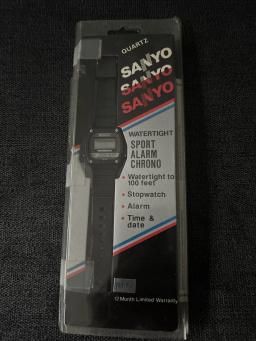 QUARTZ
SANYO
SANYO
SANYO
WATERTIGHT
SPORT
ALARM
CHRONO
• Watertight to
100 feet
• Stopwatch
• Alarm
• Time &
date
12 Month Limited Warranty